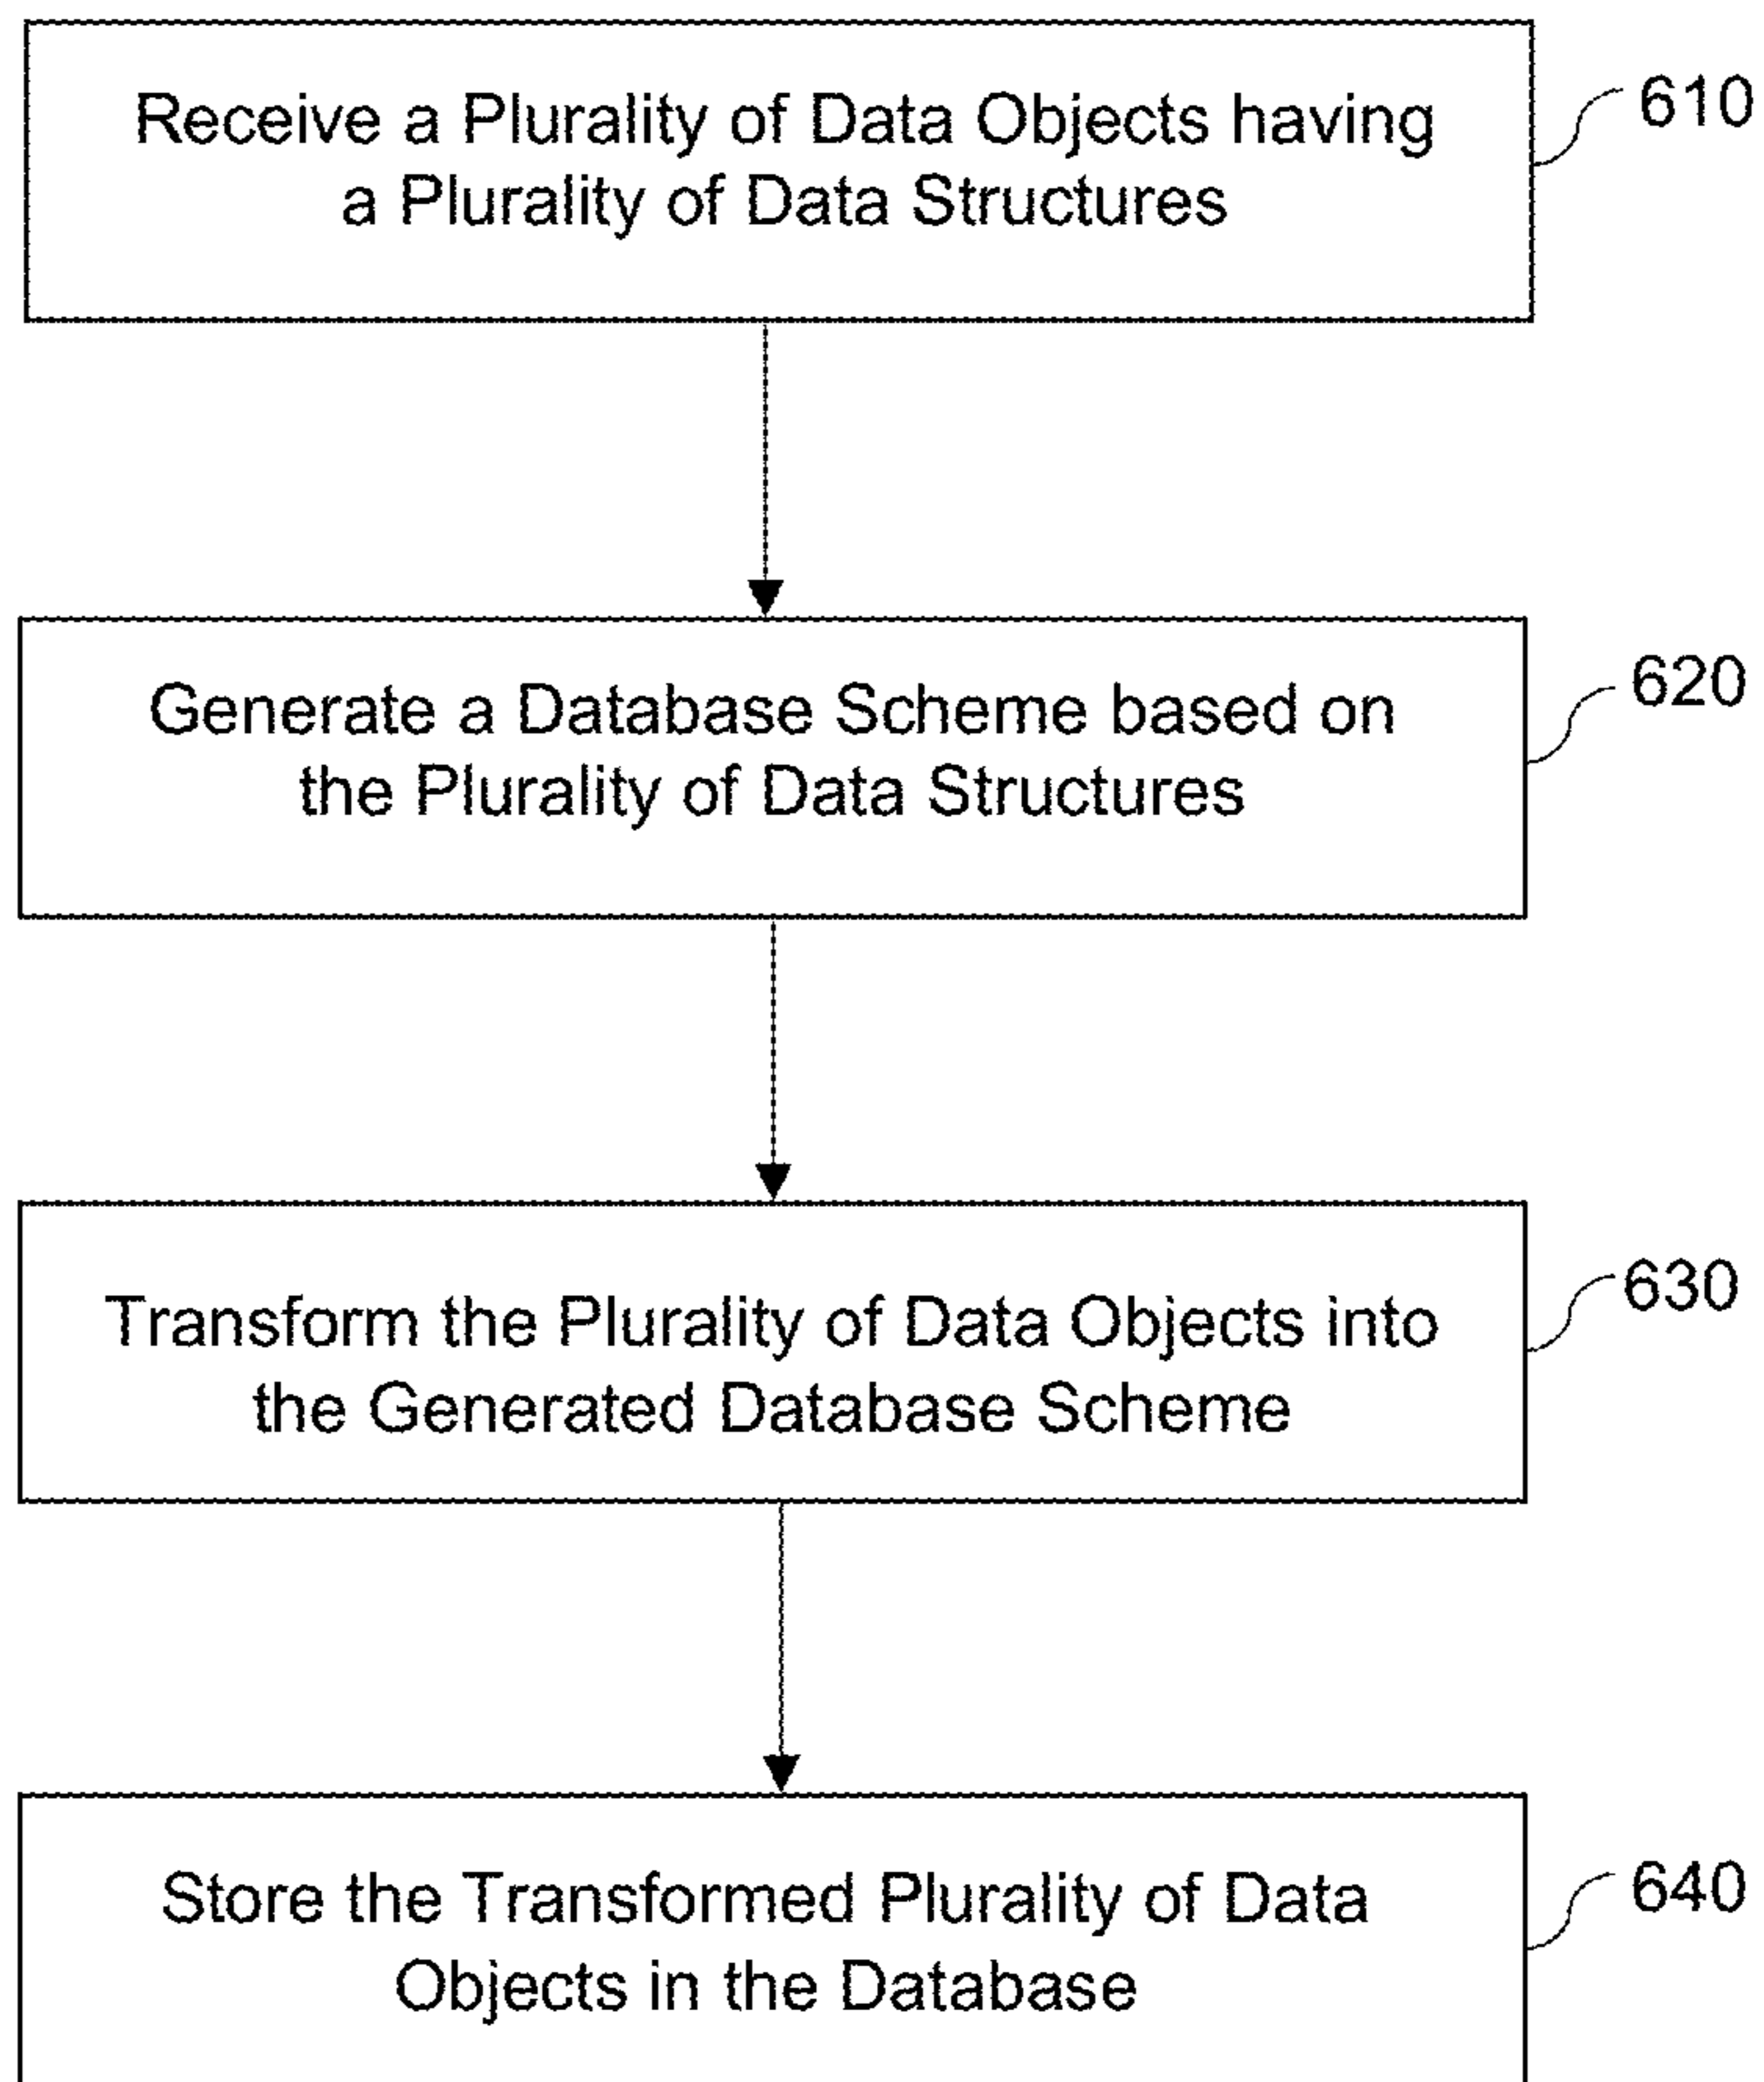 Receive a Plurality of Data Objects having
a Plurality of Data Structures
610
Generate a Database Scheme based on
the Plurality of Data Structures
620
Transform the Plurality of Data Objects into
the Generated Database Scheme
630
Store the Transformed Plurality of Data
Objects in the Database
640